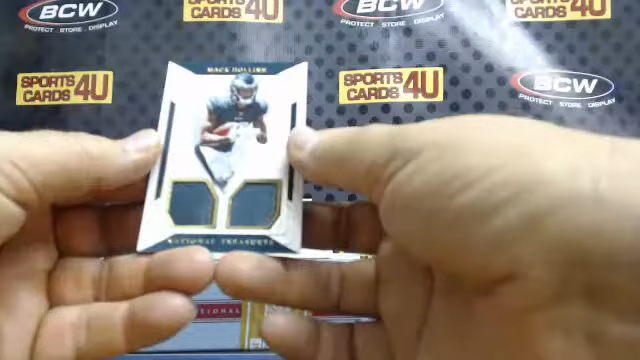 BCW
PROTECT . STORE . DISPLAY
SPORTS
CARDS 4U
BCW
PROTECT . STORE . DISPLAY
SPORTS
CARDS 4U
SPORTS
CARDS 4U
MACK HOLLINS
SPORTS
CARDS 4U
BCW
PROTECT . STORE . DISPLAY
NATIONAL TREASURES